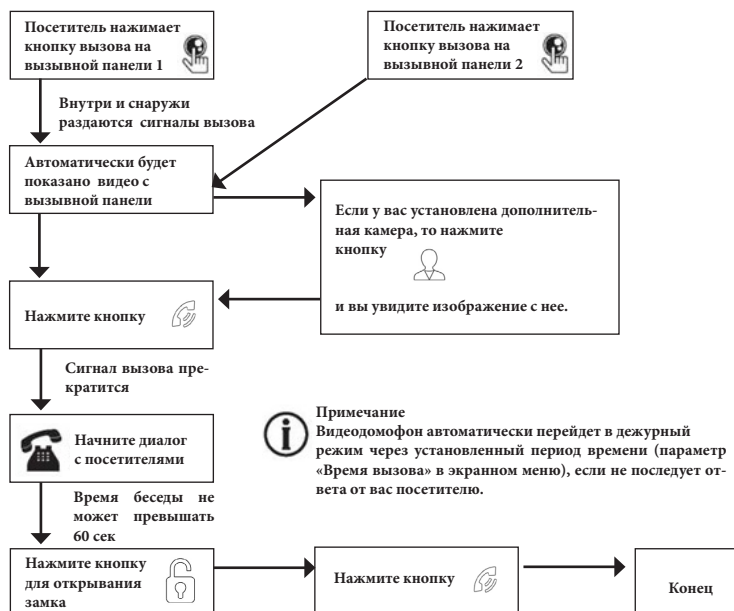 Посетитель нажимает
кнопку вызова на
вызывной панели 1
Посетитель нажимает
кнопку вызова на
вызывной панели 2
Внутри и снаружи
раздаются сигналы вызова
Автоматически будет
показано видео с
вызывной панели
Если у вас установлена дополнитель-
ная камера, то нажмите
кнопку
и вы увидите изображение с нее.
Нажмите кнопку
Сигнал вызова пре-
кратится
Начните диалог
с посетителями
Примечание
Видеодомофон автоматически перейдет в дежурный
режим через установленный период времени (параметр
«Время вызова» в экранном меню), если не последует от-
вета от вас посетителю.
Время беседы не
может превышать
60 сек
Нажмите кнопку
для открывания
замка
Нажмите кнопку
Конец